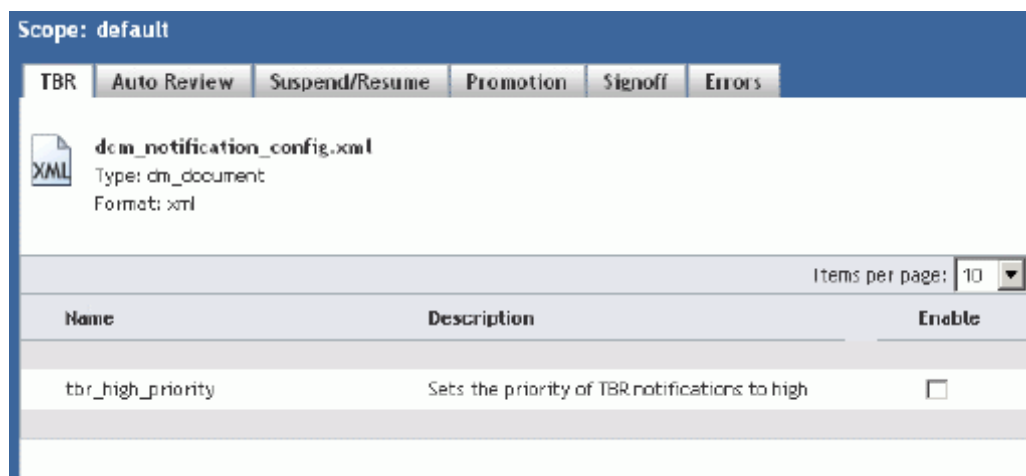 Scope: default
TBR Auto Review Suspend/Resume Promotion Signoff Errors
dcm_notification_config.xml
XML
Type: dm_document
Format: xml
Items per page: 10
Name Description Enable
tbr_high_priority Sets the priority of TBR notifications to high